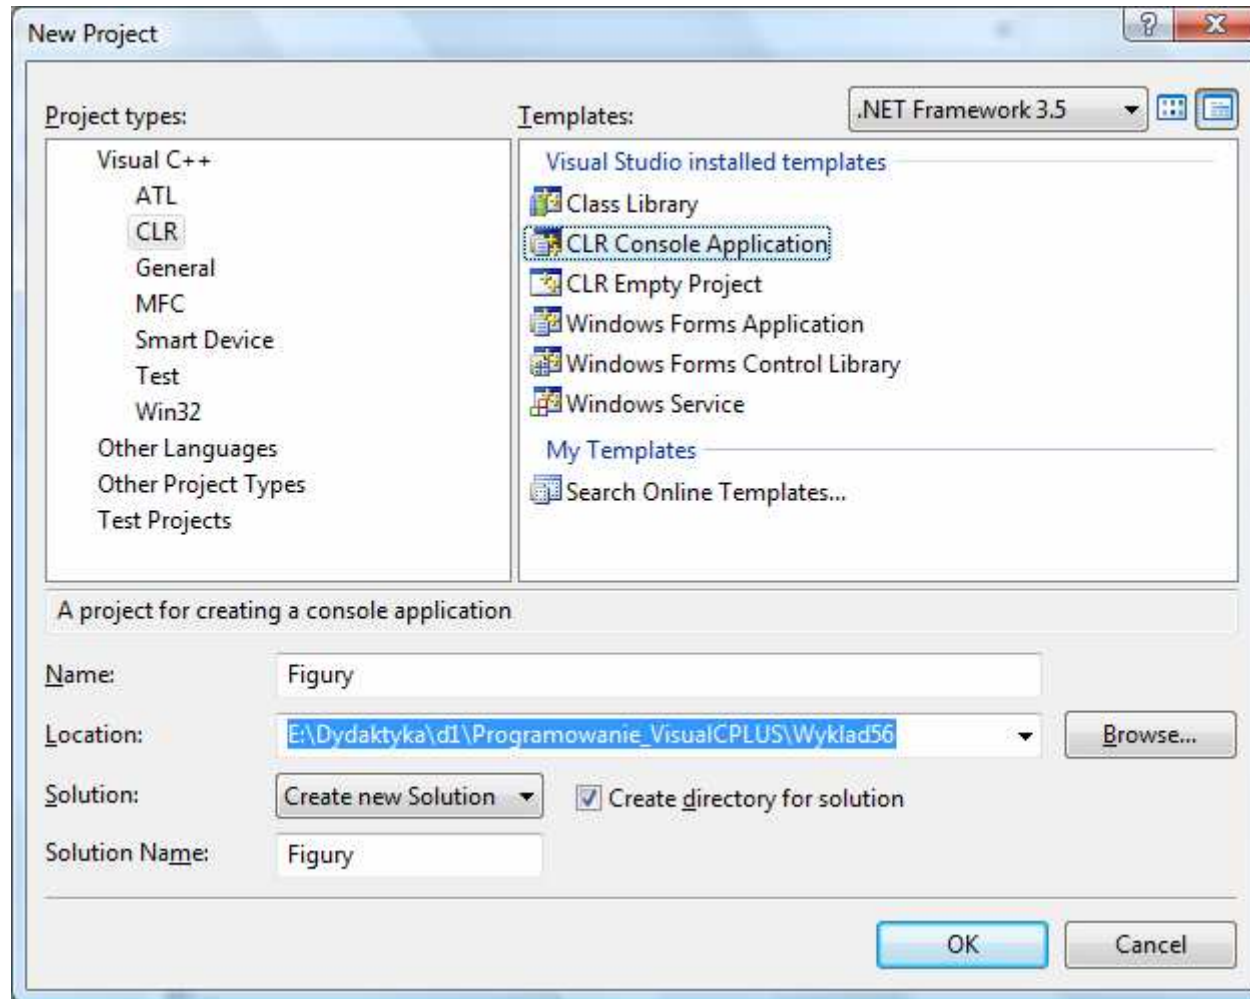 New Project
Project types:
Templates:
.NET Framework 3.5
Visual C++
ATL
CLR
General
MFC
Smart Device
Test
Win32
Other Languages
Other Project Types
Test Projects
Visual Studio installed templates
Class Library
CLR Console Application
CLR Empty Project
Windows Forms Application
Windows Forms Control Library
Windows Service
My Templates
Search Online Templates...
A project for creating a console application
Name: Figury
Location: E:\Dydaktyka\d1\Programowanie_VisualCPLUS\Wyklad56 Browse...
Solution: Create new Solution Create directory for solution
Solution Name: Figury
OK Cancel